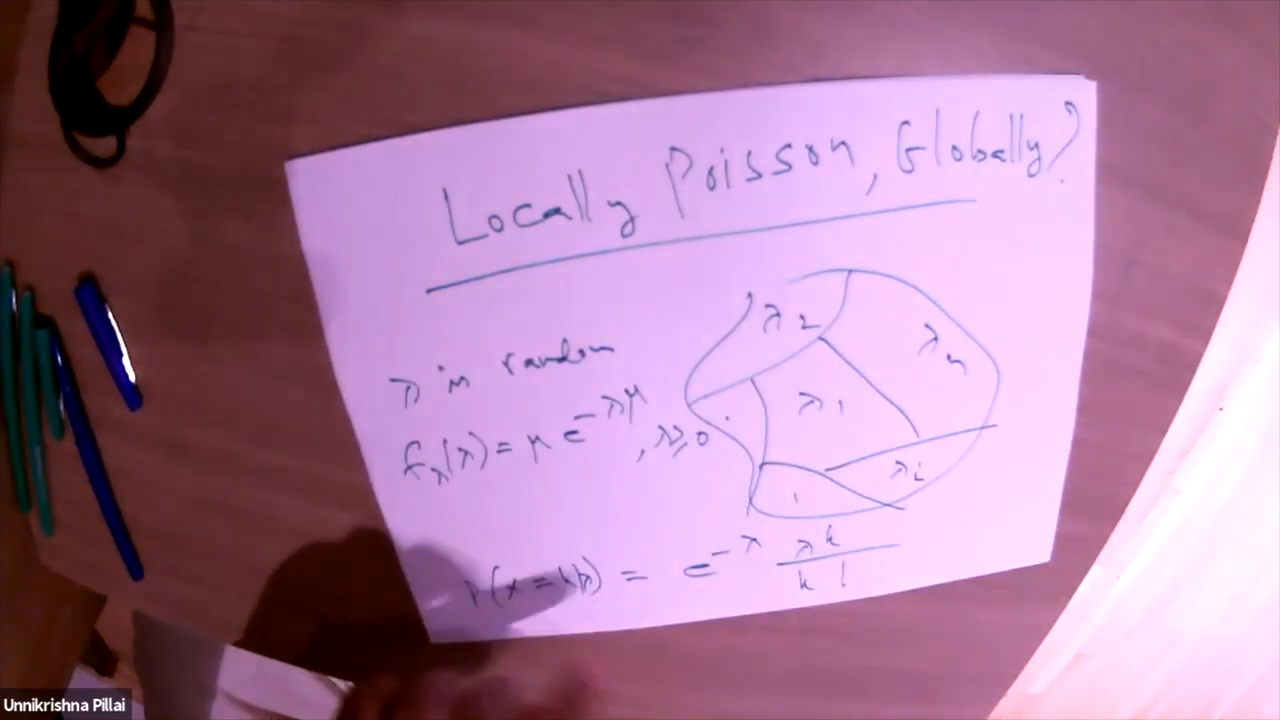 Locally Poisson, Globally?
λ2
λn
λ is random
λ1
f_λ(λ) = μ e^{-λμ}, λ≥0
λi
P(x=k|λ) = e^{-λ} λ^k / k!
Unnikrishna Pillai